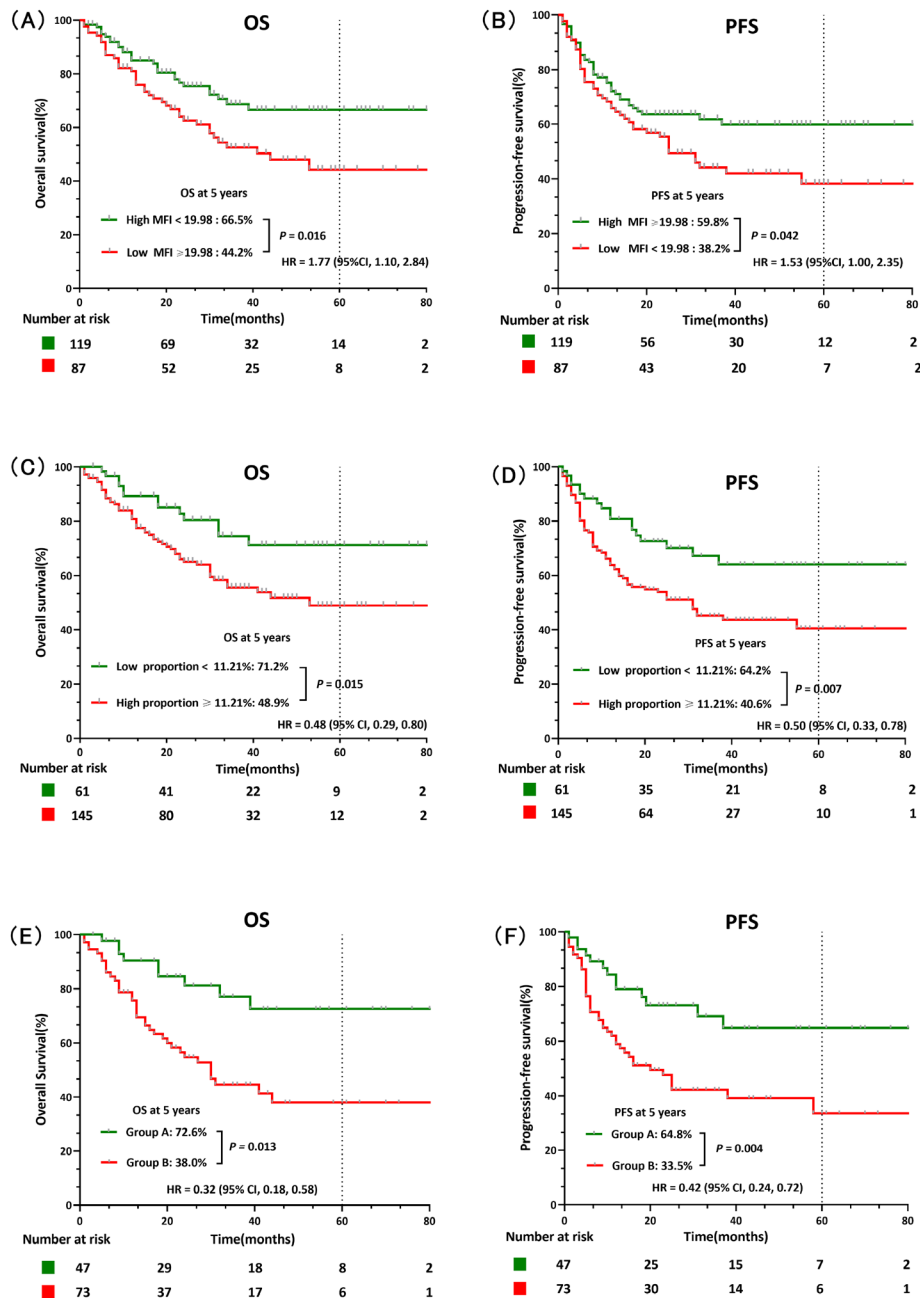 (A)
OS
Overall survival(%)
100
80
60
40
20
0
OS at 5 years
High MFI < 19.98 : 66.5%
P = 0.016
Low MFI ≥19.98 : 44.2%
HR = 1.77 (95%CI, 1.10, 2.84)
0 20 40 60 80
Number at risk
Time(months)
119 69 32 14 2
87 52 25 8 2
(B)
PFS
Progression-free survival(%)
100
80
60
40
20
0
PFS at 5 years
High MFI ≥19.98 : 59.8%
P = 0.042
Low MFI < 19.98 : 38.2%
HR = 1.53 (95%CI, 1.00, 2.35)
0 20 40 60 80
Number at risk
Time(months)
119 56 30 12 2
87 43 20 7 2
(C)
OS
Overall survival(%)
100
80
60
40
20
0
OS at 5 years
Low proportion < 11.21%: 71.2%
P = 0.015
High proportion ≥ 11.21%: 48.9%
HR = 0.48 (95% CI, 0.29, 0.80)
0 20 40 60 80
Number at risk
Time(months)
61 41 22 9 2
145 80 32 12 2
(D)
PFS
Progression-free survival(%)
100
80
60
40
20
0
PFS at 5 years
Low proportion < 11.21%: 64.2%
P = 0.007
High proportion ≥ 11.21%: 40.6%
HR = 0.50 (95% CI, 0.33, 0.78)
0 20 40 60 80
Number at risk
Time(months)
61 35 21 8 2
145 64 27 10 1
(E)
OS
Overall Survival(%)
100
80
60
40
20
0
OS at 5 years
Group A: 72.6%
P = 0.013
Group B: 38.0%
HR = 0.32 (95% CI, 0.18, 0.58)
0 20 40 60 80
Number at risk
Time(months)
47 29 18 8 2
73 37 17 6 1
(F)
PFS
Progression-free survival(%)
100
80
60
40
20
0
PFS at 5 years
Group A: 64.8%
P = 0.004
Group B: 33.5%
HR = 0.42 (95% CI, 0.24, 0.72)
0 20 40 60 80
Number at risk
Time(months)
47 25 15 7 2
73 30 14 6 1